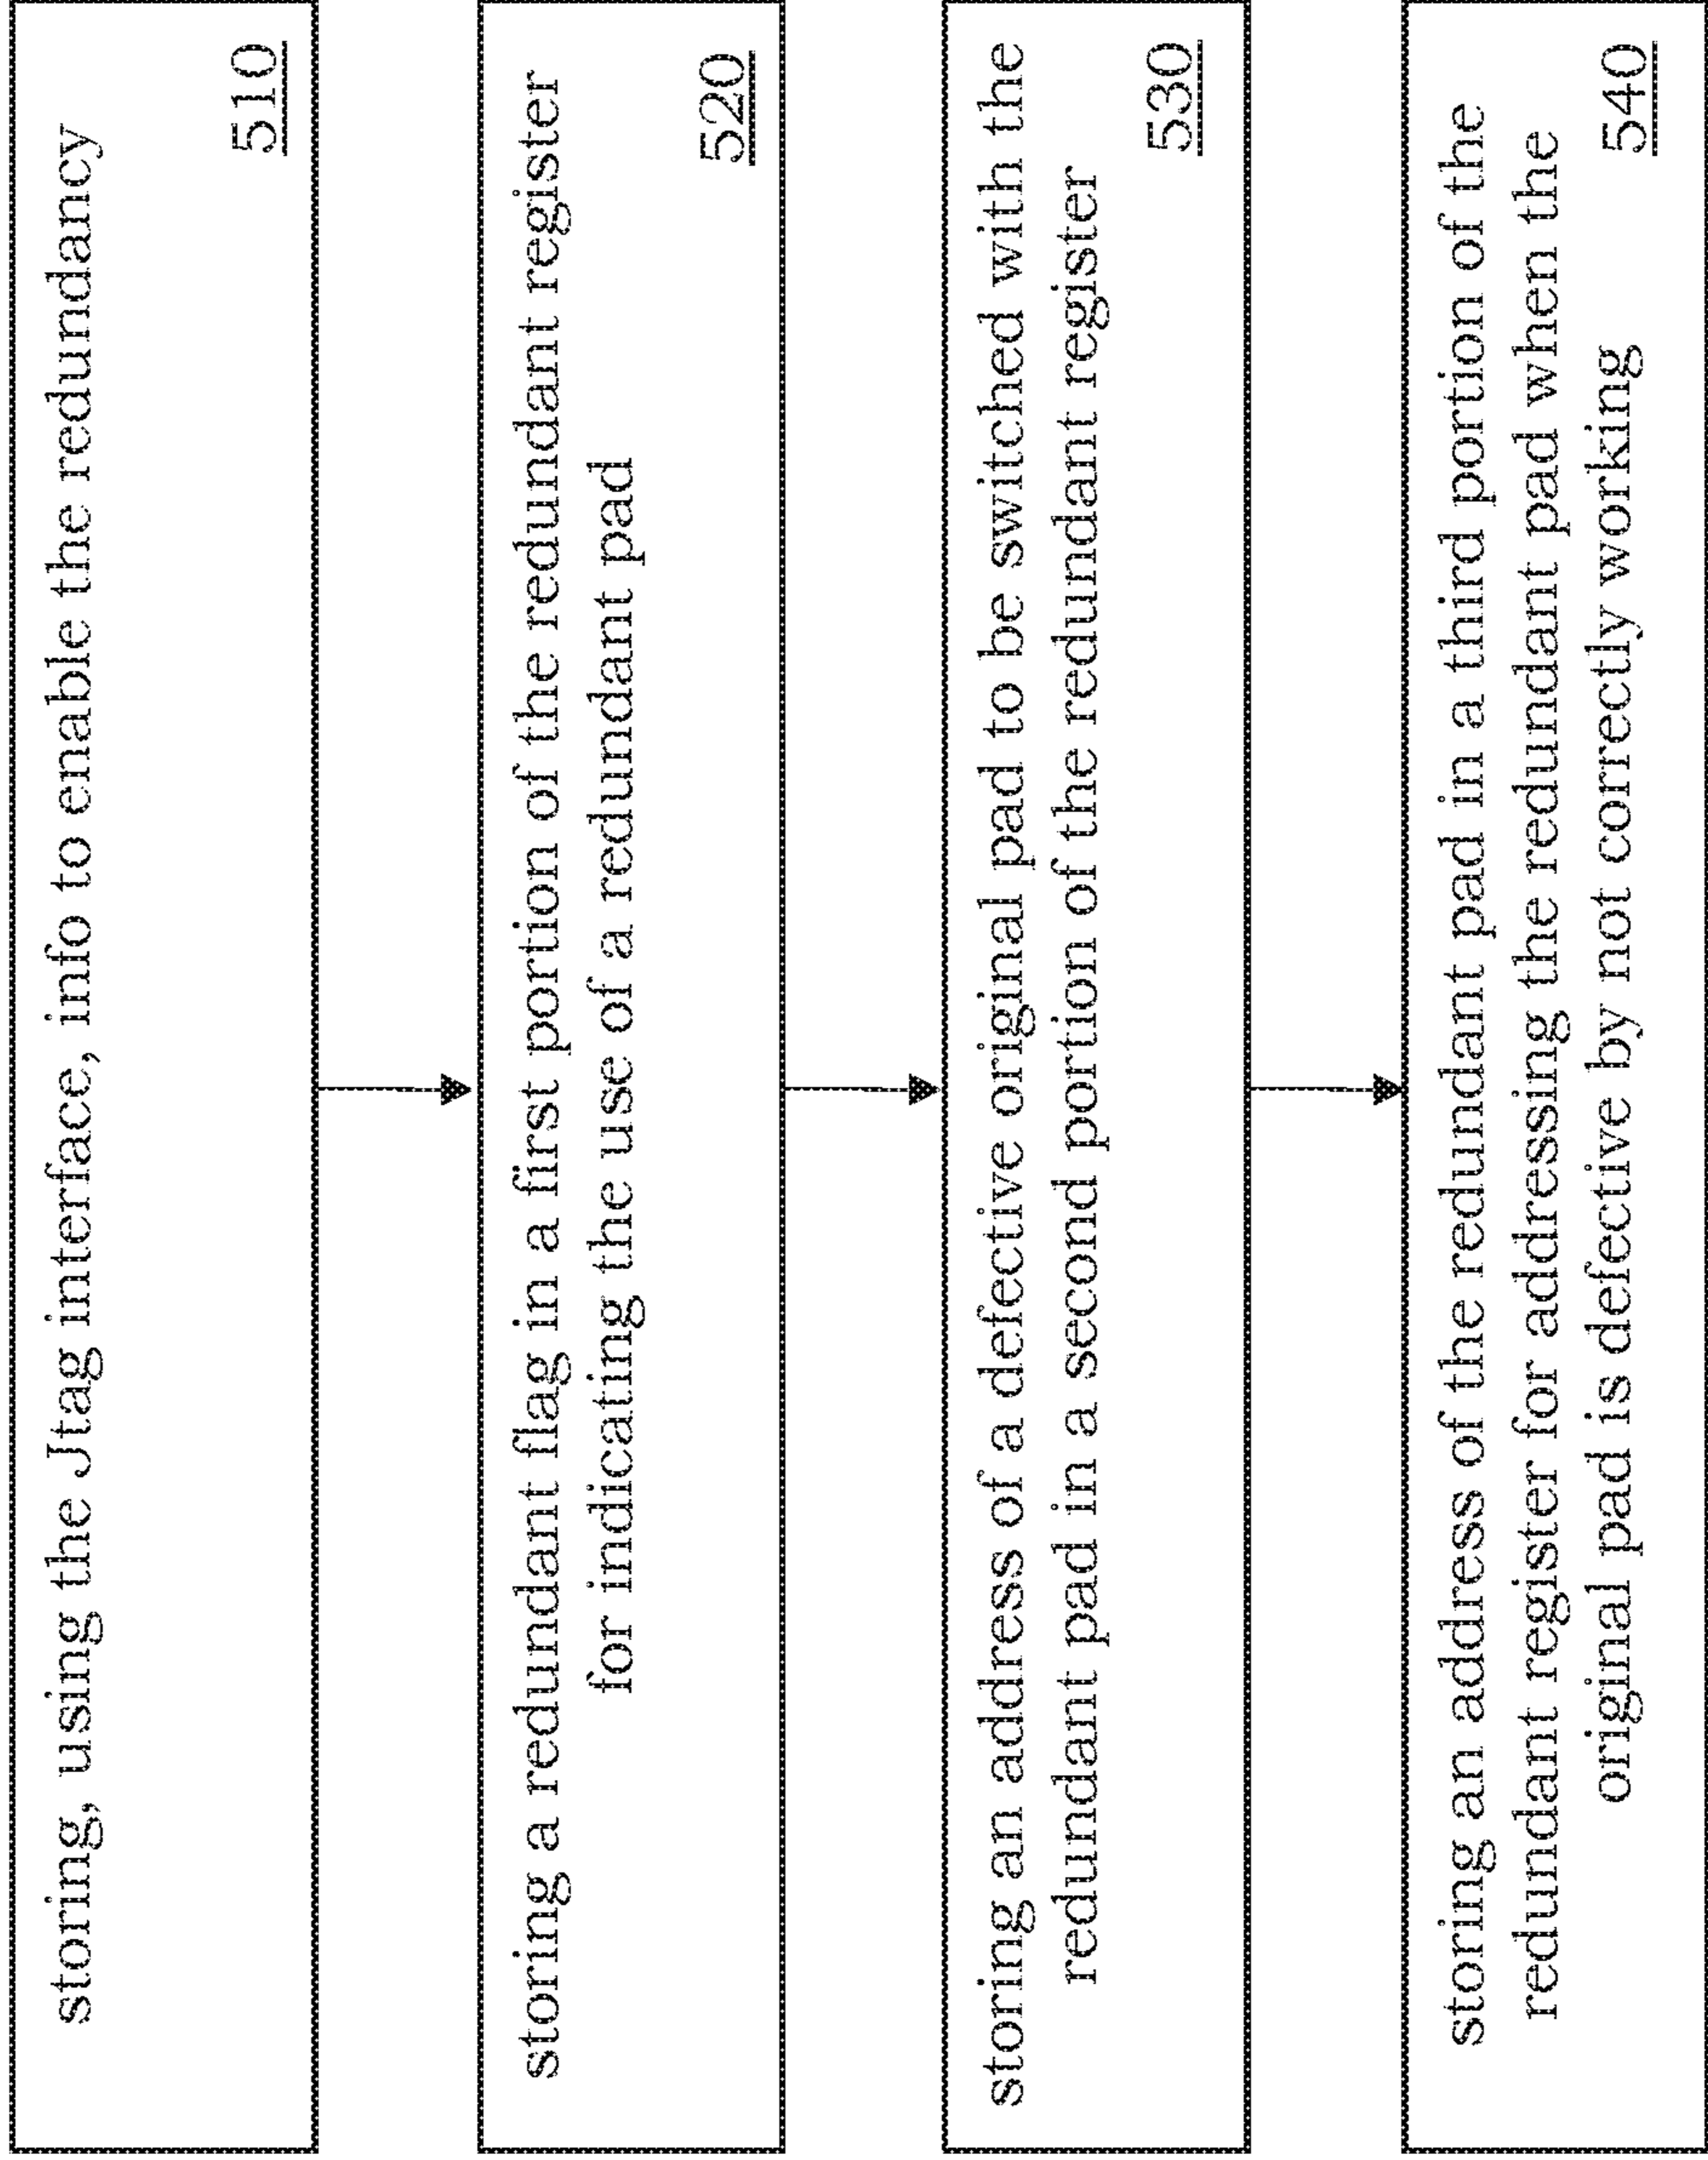 storing, using the Jtag interface, info to enable the redundancy
510
storing a redundant flag in a first portion of the redundant register
for indicating the use of a redundant pad
520
storing an address of a defective original pad to be switched with the
redundant pad in a second portion of the redundant register
530
storing an address of the redundant pad in a third portion of the
redundant register for addressing the redundant pad when the
original pad is defective by not correctly working
540